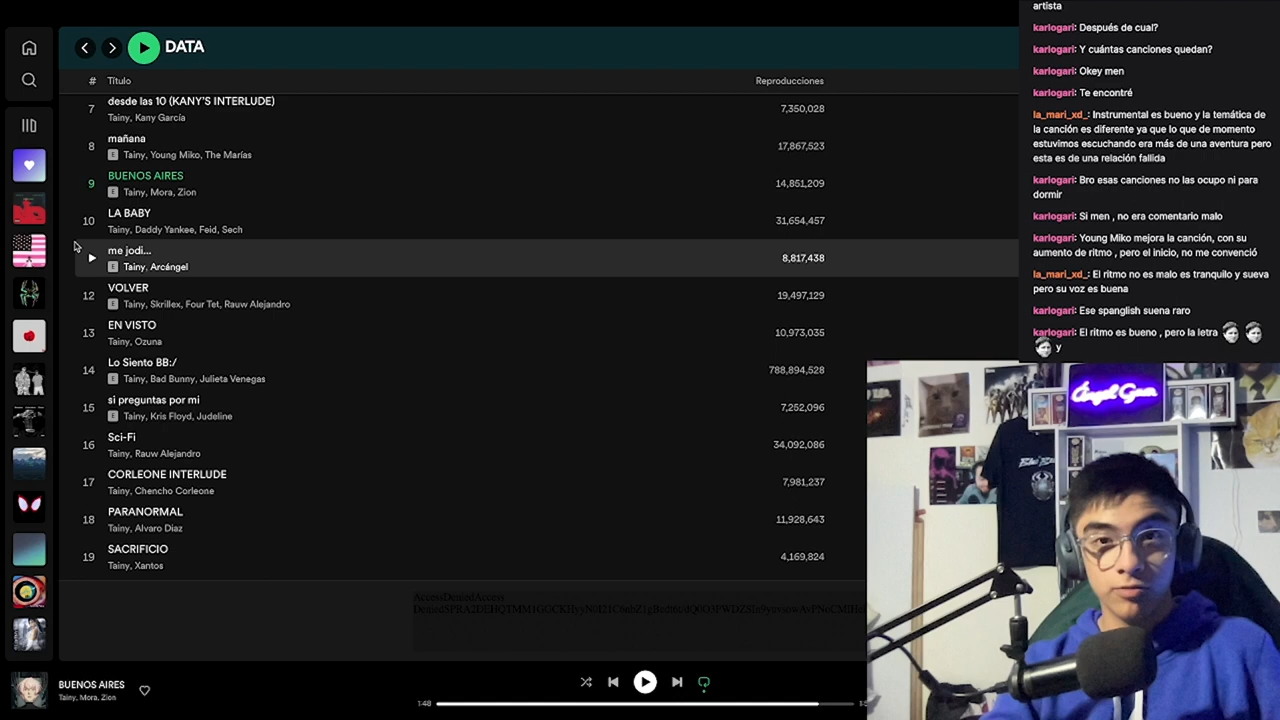 DATA
# Título Reproducciones
7 desde las 10 (KANY'S INTERLUDE) 7,350,028
Tainy, Kany García
8 mañana 17,867,523
E Tainy, Young Miko, The Marías
9 BUENOS AIRES 14,851,209
E Tainy, Mora, Zion
10 LA BABY 31,654,457
Tainy, Daddy Yankee, Feid, Sech
me jodi... 8,817,438
E Tainy, Arcángel
12 VOLVER 19,497,129
E Tainy, Skrillex, Four Tet, Rauw Alejandro
13 EN VISTO 10,973,035
Tainy, Ozuna
14 Lo Siento BB:/ 788,894,528
E Tainy, Bad Bunny, Julieta Venegas
15 si preguntas por mi 7,252,096
E Tainy, Kris Floyd, Judeline
16 Sci-Fi 34,092,086
Tainy, Rauw Alejandro
17 CORLEONE INTERLUDE 7,981,237
Tainy, Chencho Corleone
18 PARANORMAL 11,928,643
Tainy, Alvaro Diaz
19 SACRIFICIO 4,169,824
Tainy, Xantos
AccessDeniedAccess
BUENOS AIRES
Tainy, Mora, Zion
1:48
artista
karlogari: Después de cual?
karlogari: Y cuántas canciones quedan?
karlogari: Okey men
karlogari: Te encontré
la_mari_xd_: Instrumental es bueno y la temática de
la canción es diferente ya que lo que de momento
estuvimos escuchando era más de una aventura pero
esta es de una relación fallida
karlogari: Bro esas canciones no las ocupo ni para
dormir
karlogari: Si men , no era comentario malo
karlogari: Young Miko mejora la canción, con su
aumento de ritmo , pero el inicio, no me convenció
la_mari_xd_: El ritmo no es malo es tranquilo y sueva
pero su voz es buena
karlogari: Ese spanglish suena raro
karlogari: El ritmo es bueno , pero la letra
y
Ángel Gam